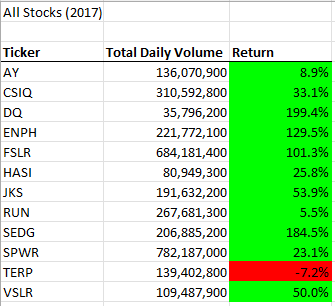 All Stocks (2017)
Ticker Total Daily Volume Return
AY 136,070,900 8.9%
CSIQ 310,592,800 33.1%
DQ 35,796,200 199.4%
ENPH 221,772,100 129.5%
FSLR 684,181,400 101.3%
HASI 80,949,300 25.8%
JKS 191,632,200 53.9%
RUN 267,681,300 5.5%
SEDG 206,885,200 184.5%
SPWR 782,187,000 23.1%
TERP 139,402,800 -7.2%
VSLR 109,487,900 50.0%